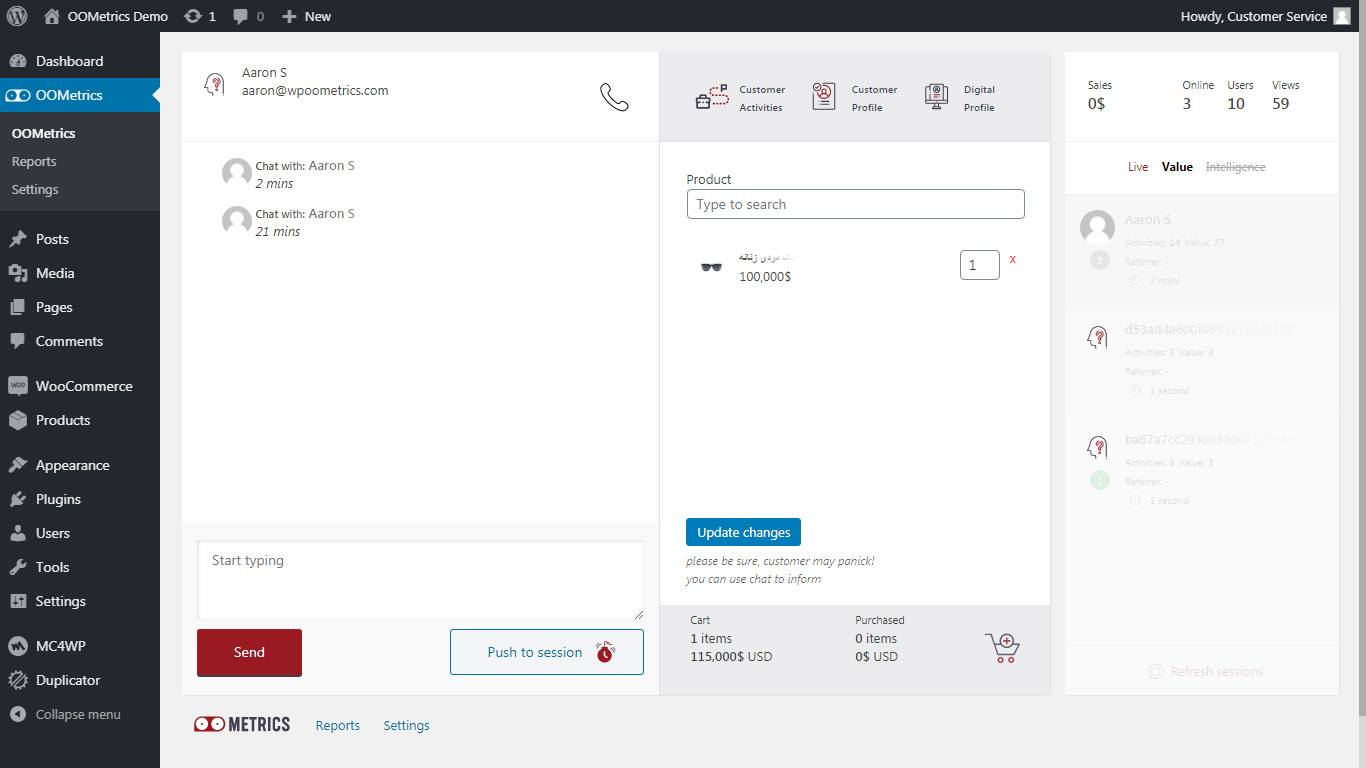 OOMetrics Demo
1
0
New
Howdy, Customer Service
Dashboard
OOMetrics
OOMetrics
Reports
Settings
Posts
Media
Pages
Comments
WooCommerce
Products
Appearance
Plugins
Users
Tools
Settings
MC4WP
Duplicator
Collapse menu
Aaron S
aaron@wpoometrics.com
Chat with: Aaron S
2 mins
Chat with: Aaron S
21 mins
Start typing
Send
Push to session
Customer Activities
Customer Profile
Digital Profile
Product
Type to search
دودی زنانه
100,000$
1
x
Update changes
please be sure, customer may panick!
you can use chat to inform
Cart
1 items
115,000$ USD
Purchased
0 items
0$ USD
Sales
0$
Online
3
Users
10
Views
59
Live
Value
Intelligence
Aaron S
Activities: 14 Value: 27
2
Referrer: -
2 mins
Activities: 3 Value: 3
Referrer: -
1 second
Activities: 3 Value: 3
1
Referrer: -
1 second
Refresh sessions
OOMETRICS
Reports
Settings